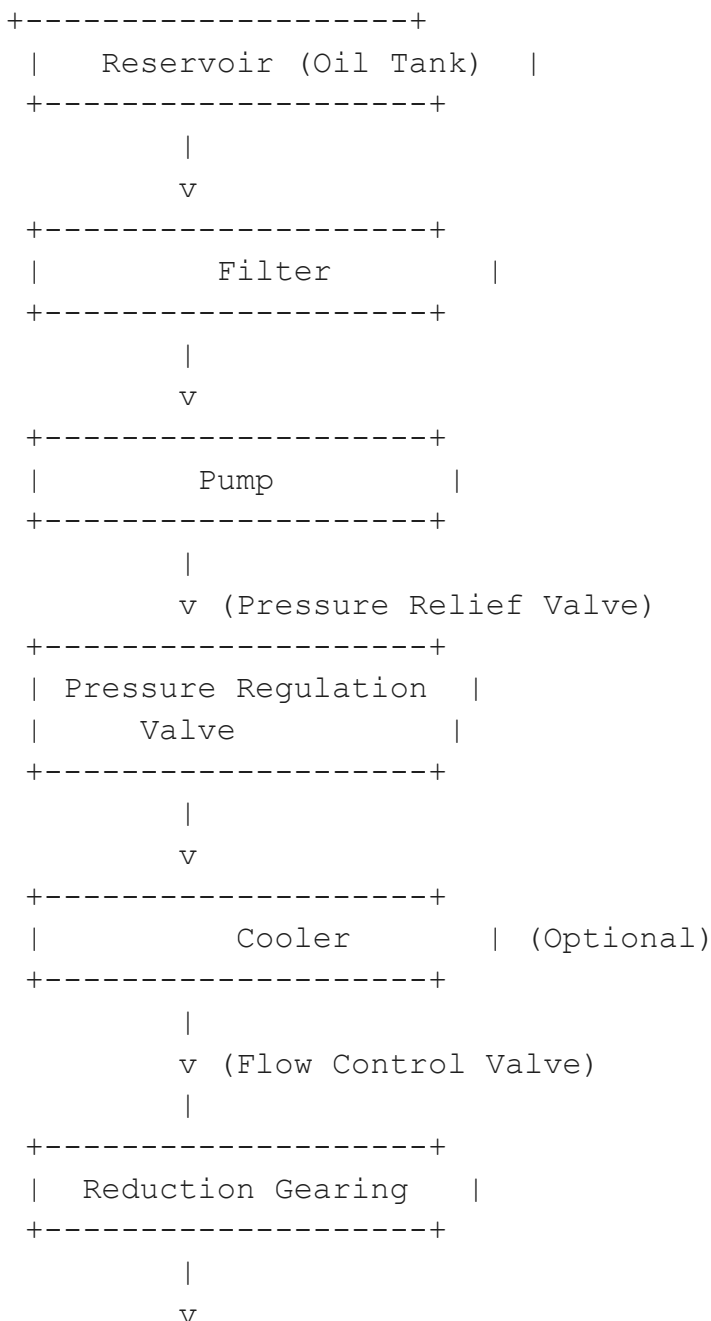 +--------------------+
| Reservoir (Oil Tank) |
+--------------------+
|
v
+--------------------+
| Filter |
+--------------------+
|
v
+--------------------+
| Pump |
+--------------------+
|
v (Pressure Relief Valve)
+--------------------+
| Pressure Regulation |
| Valve |
+--------------------+
|
v
+--------------------+
| Cooler | (Optional)
+--------------------+
|
v (Flow Control Valve)
|
+--------------------+
| Reduction Gearing |
+--------------------+
|
v